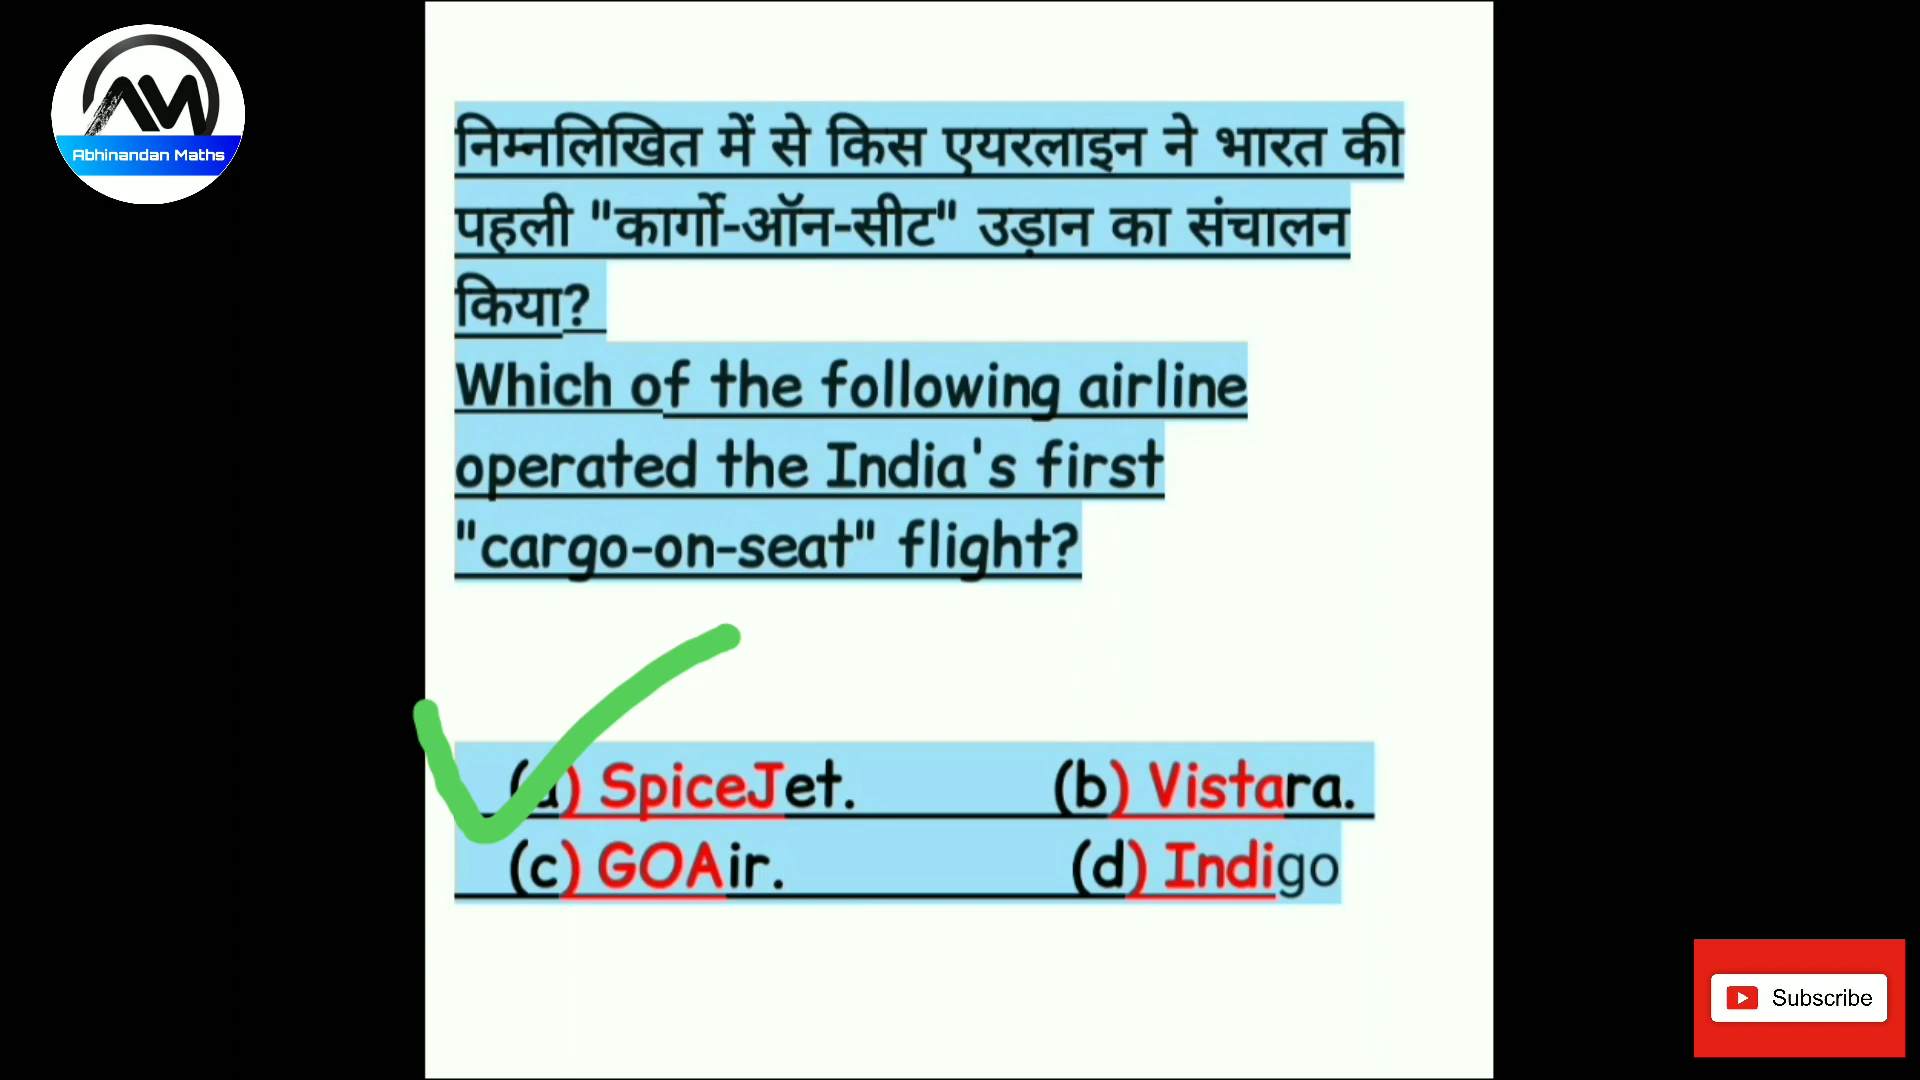 Abhinandan Maths
निम्नलिखित में से किस एयरलाइन ने भारत की
पहली "कार्गो-ऑन-सीट" उड़ान का संचालन
किया?
Which of the following airline
operated the India's first
"cargo-on-seat" flight?
(a) SpiceJet. (b) Vistara.
(c) GOAir. (d) Indigo
Subscribe